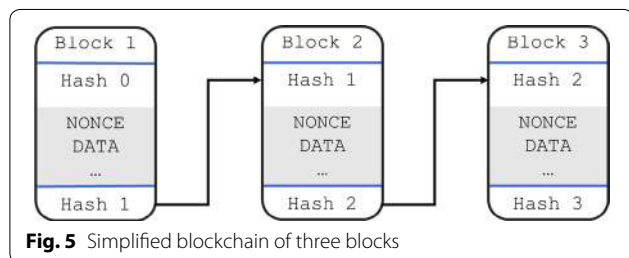 Block 1
Hash 0
NONCE
DATA
...
Hash 1
Block 2
Hash 1
NONCE
DATA
...
Hash 2
Block 3
Hash 2
NONCE
DATA
...
Hash 3
Fig. 5 Simplified blockchain of three blocks